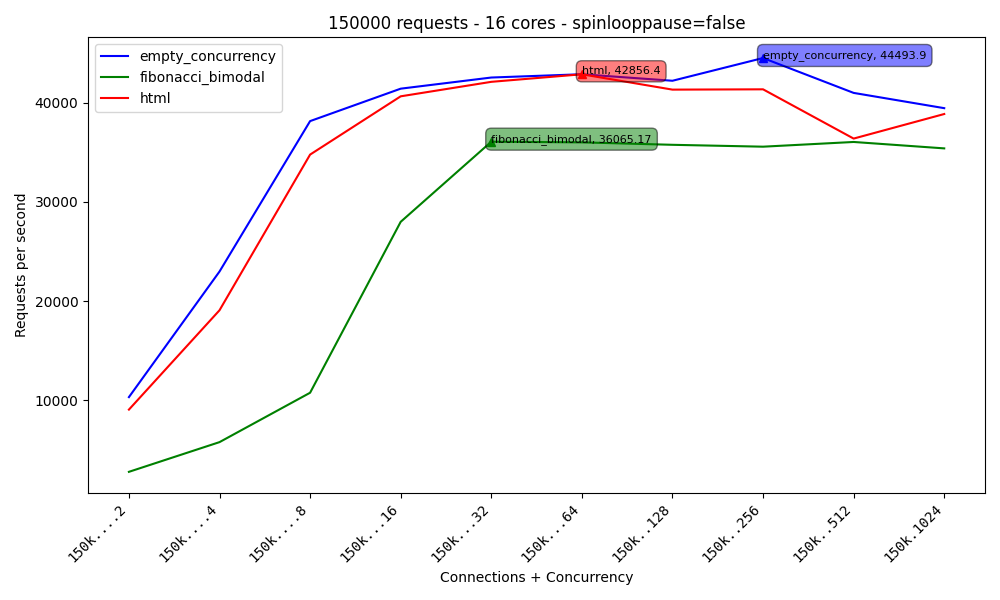 150000 requests - 16 cores - spinlooppause=false
empty_concurrency
fibonacci_bimodal
html
html, 42856.4
empty_concurrency, 44493.9
fibonacci_bimodal, 36065.17
Requests per second
40000
30000
20000
10000
150k....2
150k....4
150k....8
150k...16
150k...32
150k...64
150k..128
150k..256
150k..512
150k.1024
Connections + Concurrency